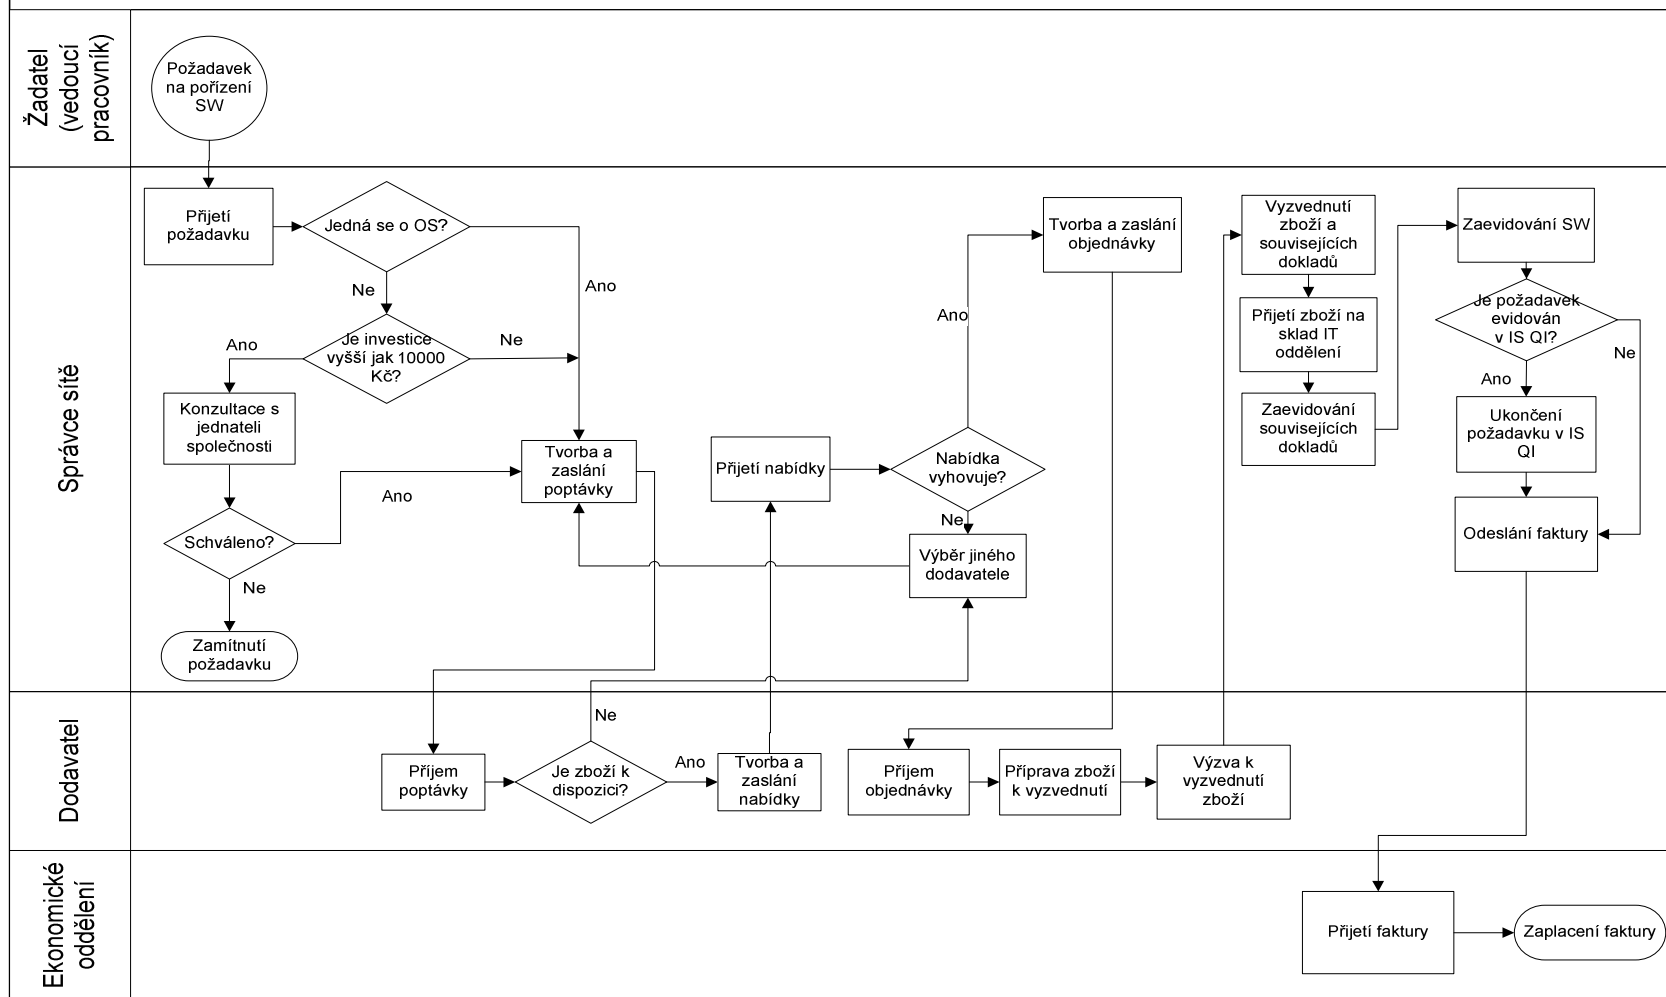 Žadatel
(vedoucí
pracovník)
Požadavek
na pořízení
SW
Správce sítě
Přijetí
požadavku
Jedná se o OS?
Ano
Ne
Je investice
vyšší jak 10000
Kč?
Ano
Ne
Konzultace s
jednateli
společnosti
Schváleno?
Ano
Ne
Zamítnutí
požadavku
Tvorba a
zaslání
poptávky
Přijetí nabídky
Nabídka
vyhovuje?
Ano
Ne
Výběr jiného
dodavatele
Tvorba a zaslání
objednávky
Vyzvednutí
zboží a
souvisejících
dokladů
Přijetí zboží na
sklad IT
oddělení
Zaevidování
souvisejících
dokladů
Zaevidování SW
Je požadavek
evidován
v IS QI?
Ne
Ano
Ukončení
požadavku v IS
QI
Odeslání faktury
Dodavatel
Příjem
poptávky
Je zboží k
dispozici?
Ne
Ano
Tvorba a
zaslání
nabídky
Příjem
objednávky
Příprava zboží
k vyzvednutí
Výzva k
vyzvednutí
zboží
Ekonomické
oddělení
Přijetí faktury
Zaplacení faktury